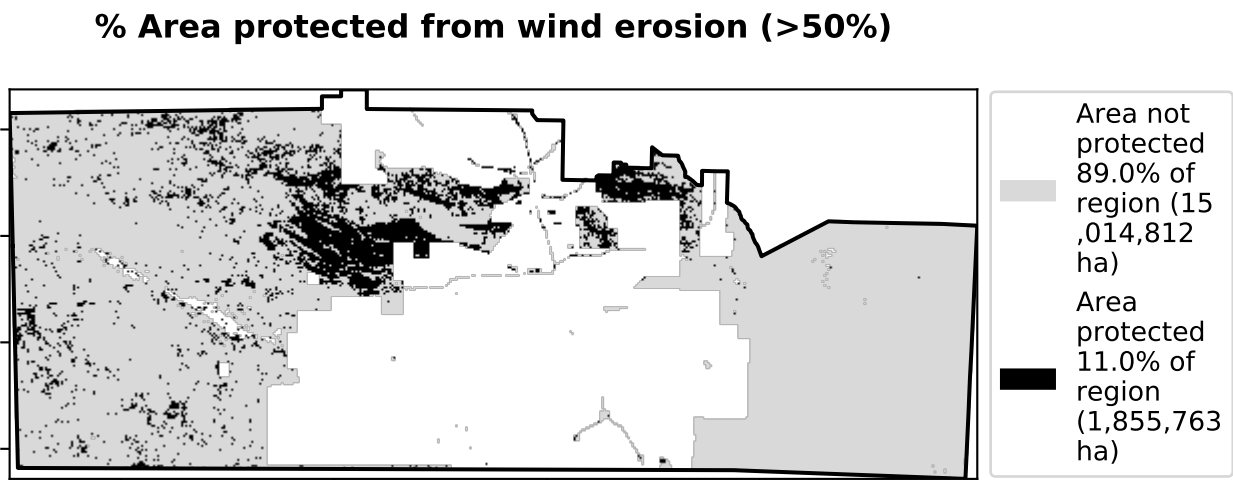 % Area protected from wind erosion (>50%)
Area not
protected
89.0% of
region (15
,014,812
ha)
Area
protected
11.0% of
region
(1,855,763
ha)